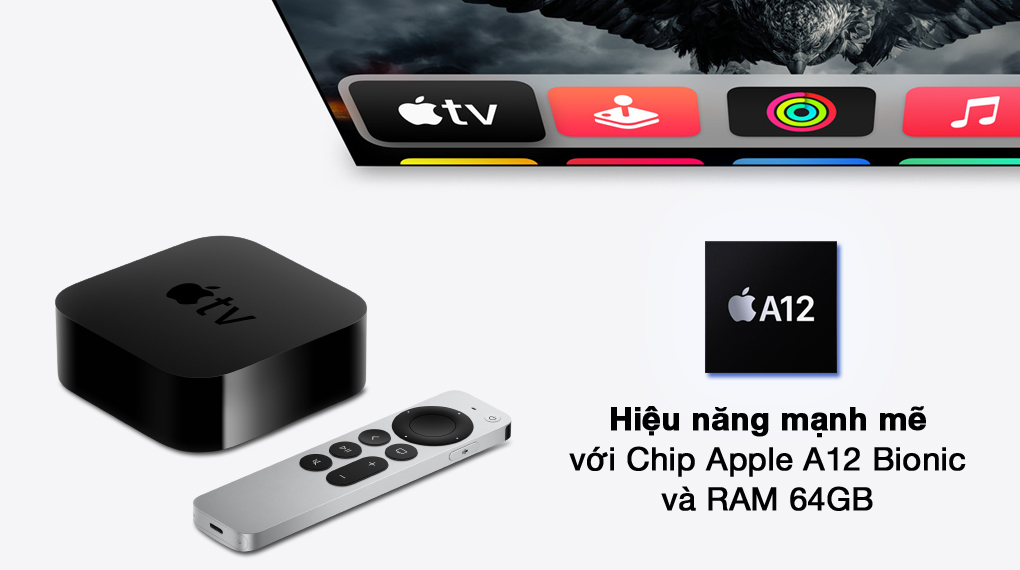 tv
tv
A12
Hiệu năng mạnh mẽ
với Chip Apple A12 Bionic
và RAM 64GB